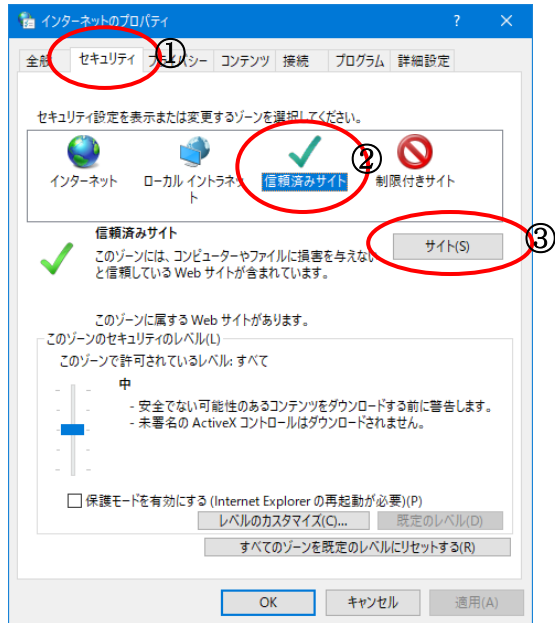 インターネットのプロパティ ? ×
全般 セキュリティ プライバシー コンテンツ 接続 プログラム 詳細設定
①
セキュリティ設定を表示または変更するゾーンを選択してください。
②
インターネット ローカル イントラネッ 信頼済みサイト 制限付きサイト
ト
信頼済みサイト
サイト(S) ③
このゾーンには、コンピューターやファイルに損害を与えない
と信頼している Web サイトが含まれています。
このゾーンに属する Web サイトがあります。
このゾーンのセキュリティのレベル(L)
このゾーンで許可されているレベル: すべて
中
- 安全でない可能性のあるコンテンツをダウンロードする前に警告します。
- 未署名の ActiveX コントロールはダウンロードされません。
保護モードを有効にする (Internet Explorer の再起動が必要)(P)
レベルのカスタマイズ(C)... 既定のレベル(D)
すべてのゾーンを既定のレベルにリセットする(R)
OK キャンセル 適用(A)